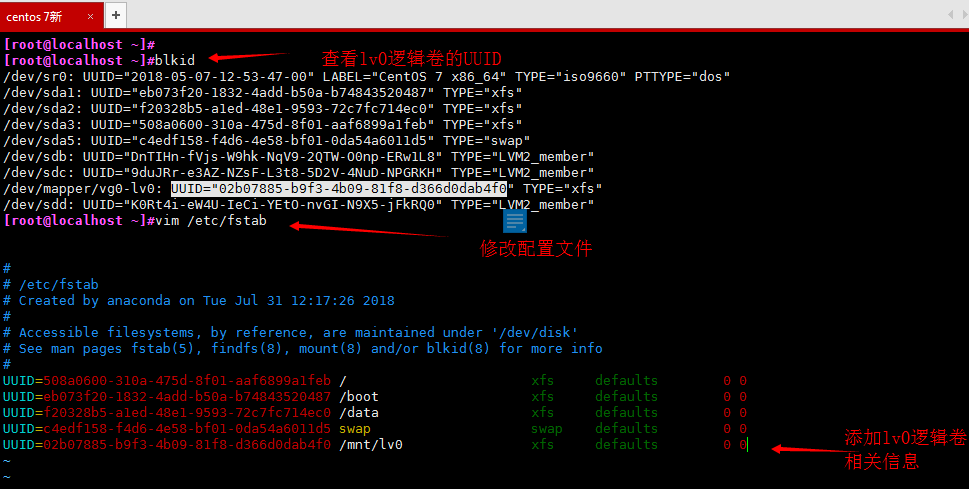 centos 7新 × +
[root@localhost ~]#
[root@localhost ~]#blkid
查看lv0逻辑卷的UUID
/dev/sr0: UUID="2018-05-07-12-53-47-00" LABEL="CentOS 7 x86_64" TYPE="iso9660" PTTYPE="dos"
/dev/sda1: UUID="eb073f20-1832-4add-b50a-b74843520487" TYPE="xfs"
/dev/sda2: UUID="f20328b5-a1ed-48e1-9593-72c7fc714ec0" TYPE="xfs"
/dev/sda3: UUID="508a0600-310a-475d-8f01-aaf6899a1feb" TYPE="xfs"
/dev/sda5: UUID="c4edf158-f4d6-4e58-bf01-0da54a6011d5" TYPE="swap"
/dev/sdb: UUID="DnTIHn-fVjs-W9hk-NqV9-2QTW-O0np-ERw1L8" TYPE="LVM2_member"
/dev/sdc: UUID="9duJRr-e3AZ-NZsF-L3t8-5D2V-4NuD-NPGRKH" TYPE="LVM2_member"
/dev/mapper/vg0-lv0: UUID="02b07885-b9f3-4b09-81f8-d366d0dab4f0" TYPE="xfs"
/dev/sdd: UUID="K0Rt4i-eW4U-IeCi-YEtO-nvGI-N9X5-jFkRQ0" TYPE="LVM2_member"
[root@localhost ~]#vim /etc/fstab
修改配置文件
#
# /etc/fstab
# Created by anaconda on Tue Jul 31 12:17:26 2018
#
# Accessible filesystems, by reference, are maintained under '/dev/disk'
# See man pages fstab(5), findfs(8), mount(8) and/or blkid(8) for more info
#
UUID=508a0600-310a-475d-8f01-aaf6899a1feb / xfs defaults 0 0
UUID=eb073f20-1832-4add-b50a-b74843520487 /boot xfs defaults 0 0
UUID=f20328b5-a1ed-48e1-9593-72c7fc714ec0 /data xfs defaults 0 0
UUID=c4edf158-f4d6-4e58-bf01-0da54a6011d5 swap swap defaults 0 0
UUID=02b07885-b9f3-4b09-81f8-d366d0dab4f0 /mnt/lv0 xfs defaults 0 0
添加lv0逻辑卷
相关信息
~
~